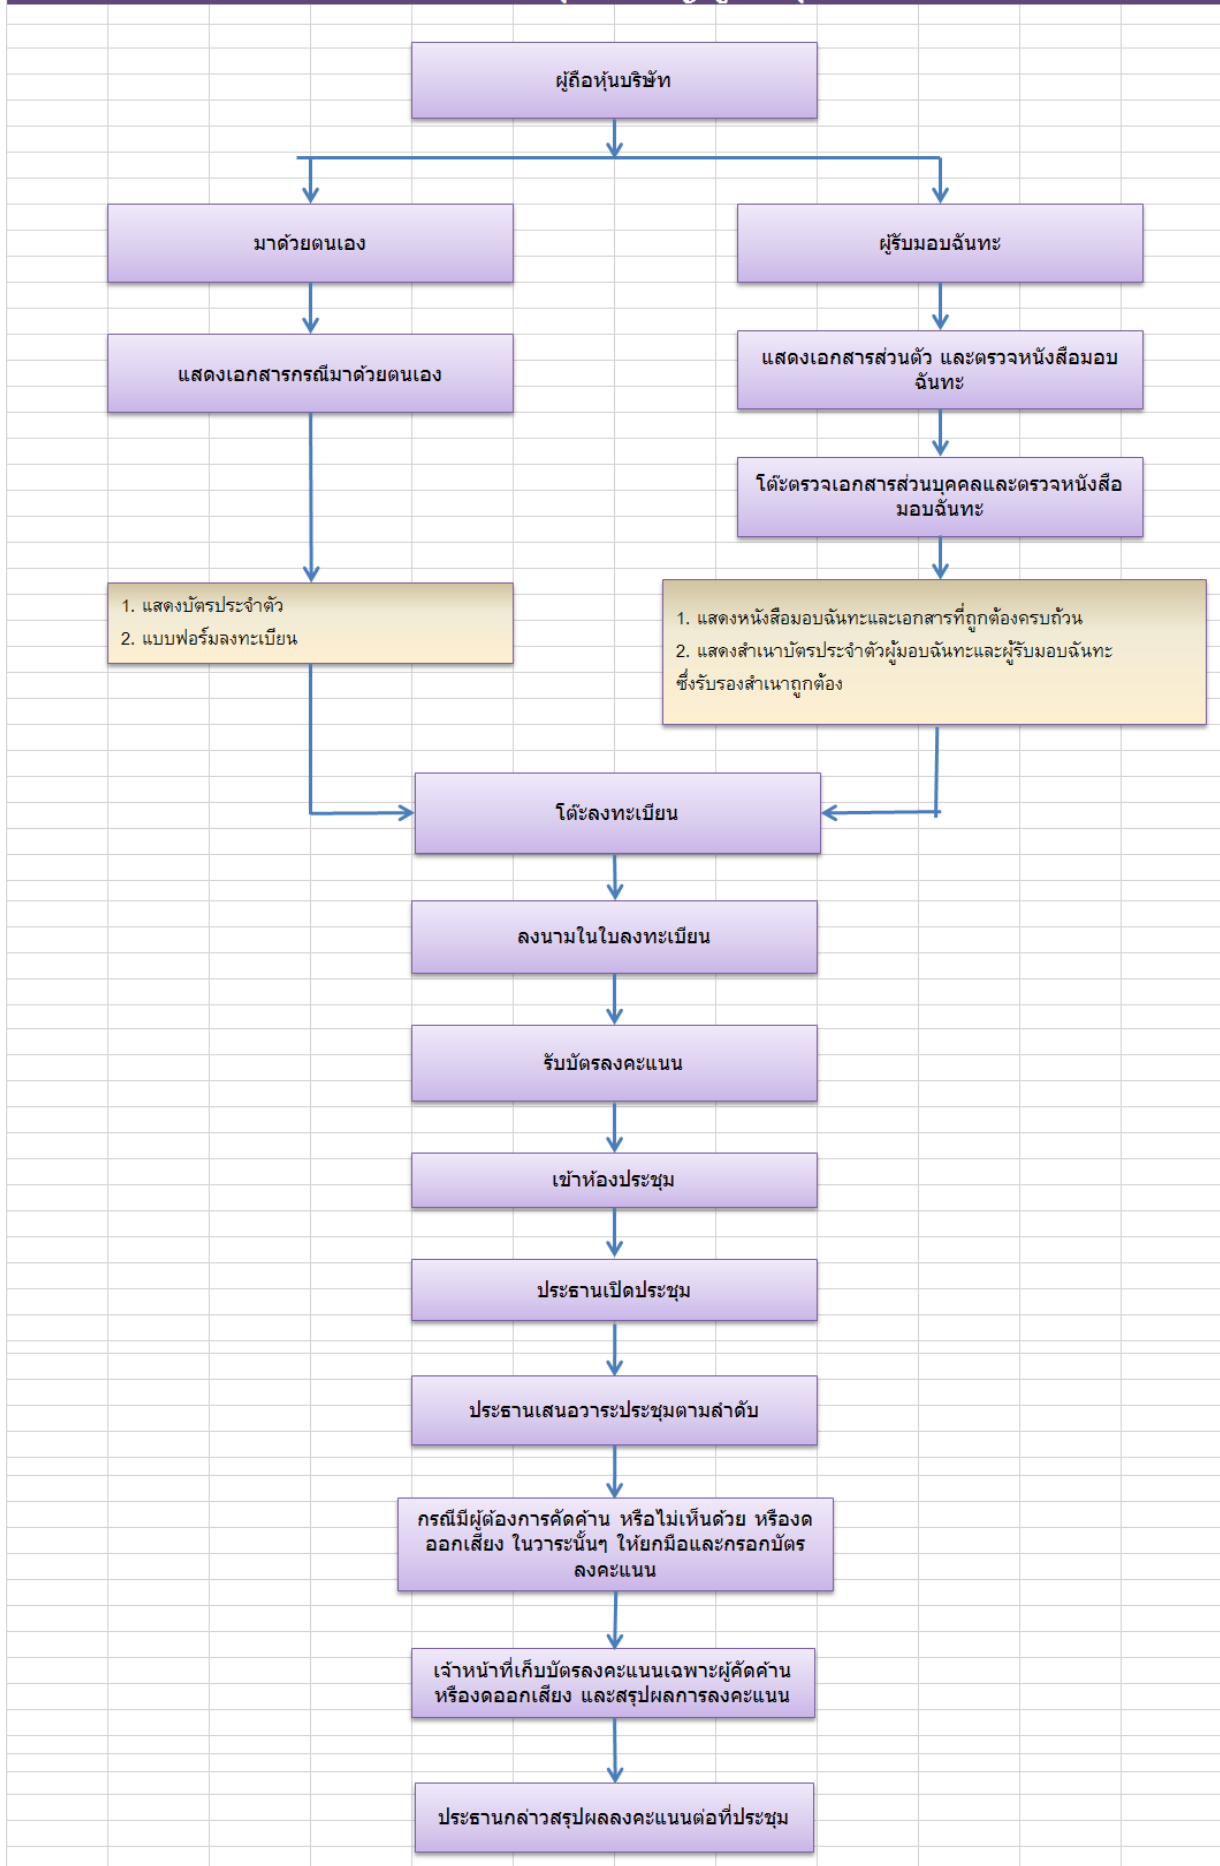 ผู้ถือหุ้นบริษัท
มาด้วยตนเอง
ผู้รับมอบฉันทะ
แสดงเอกสารกรณีมาด้วยตนเอง
แสดงเอกสารส่วนตัว และตรวจหนังสือมอบ
ฉันทะ
โต๊ะตรวจเอกสารส่วนบุคคลและตรวจหนังสือ
มอบฉันทะ
1. แสดงบัตรประจำตัว
2. แบบฟอร์มลงทะเบียน
1. แสดงหนังสือมอบฉันทะและเอกสารที่ถูกต้องครบถ้วน
2. แสดงสำเนาบัตรประจำตัวผู้มอบฉันทะและผู้รับมอบฉันทะ
ซึ่งรับรองสำเนาถูกต้อง
โต๊ะลงทะเบียน
ลงนามในใบลงทะเบียน
รับบัตรลงคะแนน
เข้าห้องประชุม
ประธานเปิดประชุม
ประธานเสนอวาระประชุมตามลำดับ
กรณีมีผู้ต้องการคัดค้าน หรือไม่เห็นด้วย หรืองด
ออกเสียง ในวาระนั้นๆ ให้ยกมือและกรอกบัตร
ลงคะแนน
เจ้าหน้าที่เก็บบัตรลงคะแนนเฉพาะผู้คัดค้าน
หรืองดออกเสียง และสรุปผลการลงคะแนน
ประธานกล่าวสรุปผลลงคะแนนต่อที่ประชุม